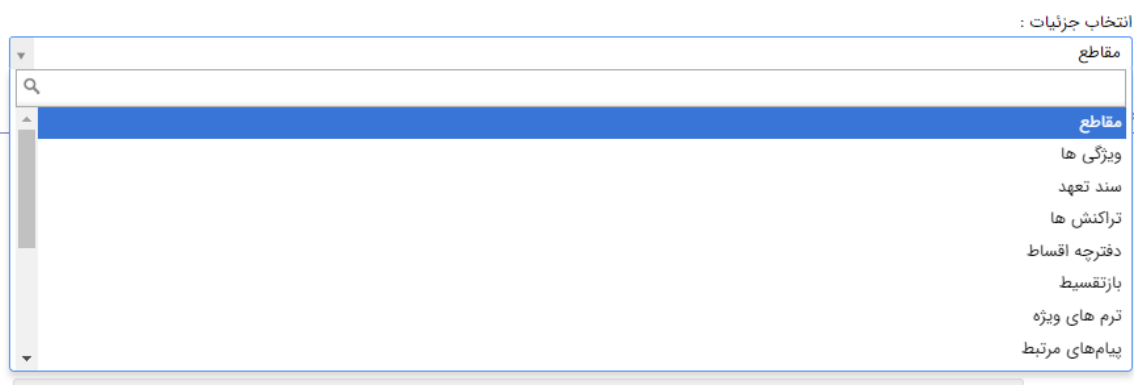 انتخاب جزئیات :
مقاطع
مقاطع
ویژگی ها
سند تعهد
تراکنش ها
دفترچه اقساط
بازتقسیط
ترم های ویژه
پیام‌های مرتبط